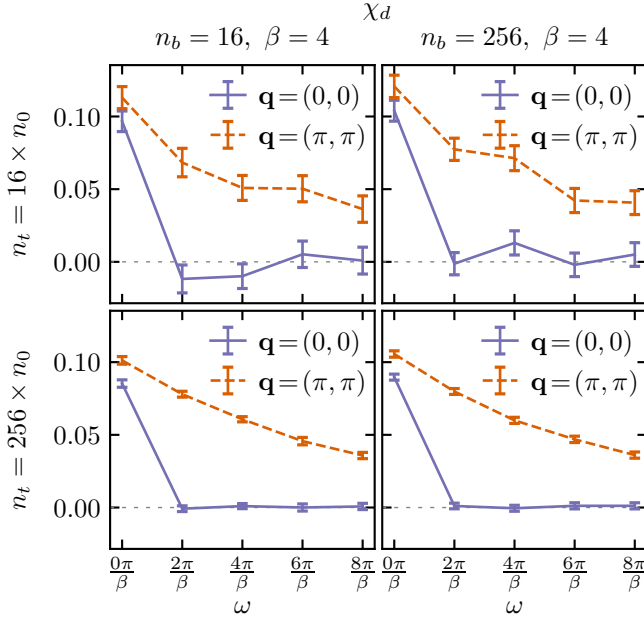 χ_d
n_b = 16, β = 4
n_b = 256, β = 4
n_t = 16 × n_0
0.10
0.05
0.00
q=(0, 0)
q=(π, π)
q=(0, 0)
q=(π, π)
n_t = 256 × n_0
0.10
0.05
0.00
q=(0, 0)
q=(π, π)
q=(0, 0)
q=(π, π)
0π/β 2π/β 4π/β 6π/β 8π/β
0π/β 2π/β 4π/β 6π/β 8π/β
ω
ω